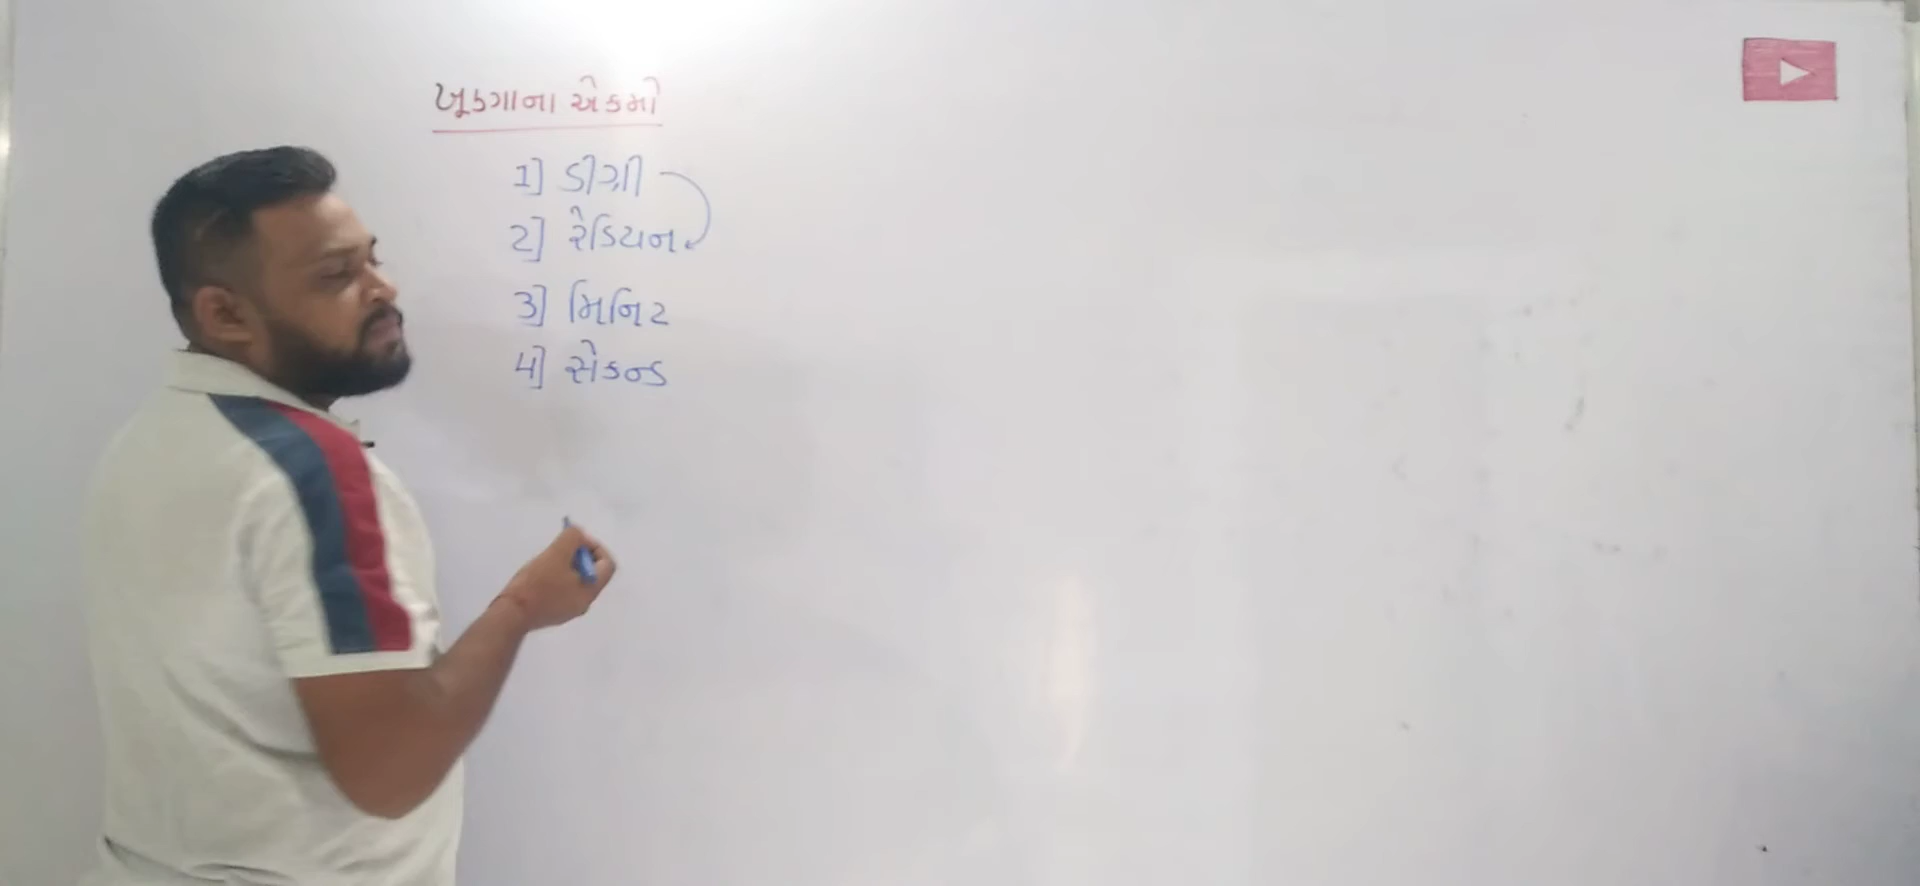 ખૂણાના એકમો
1] ડીગ્રી
2] રેડિયન
3] મિનિટ
4] સેકન્ડ